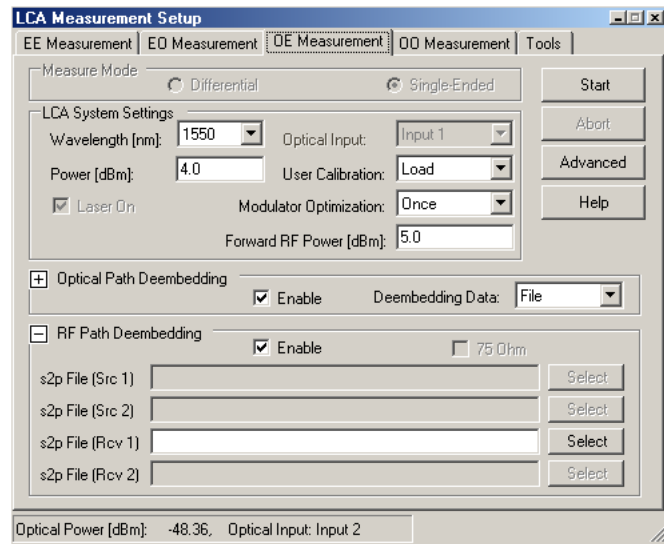 LCA Measurement Setup
EE Measurement EO Measurement OE Measurement OO Measurement Tools
Measure Mode
Differential Single-Ended Start
LCA System Settings
Wavelength [nm]: 1550 Optical Input: Input 1 Abort
Power [dBm]: 4.0 User Calibration: Load Advanced
Laser On Modulator Optimization: Once Help
Forward RF Power [dBm]: 5.0
Optical Path Deembedding
Enable Deembedding Data: File
RF Path Deembedding
Enable 75 Ohm
s2p File (Src 1) Select
s2p File (Src 2) Select
s2p File (Rcv 1) Select
s2p File (Rcv 2) Select
Optical Power [dBm]: -48.36, Optical Input: Input 2